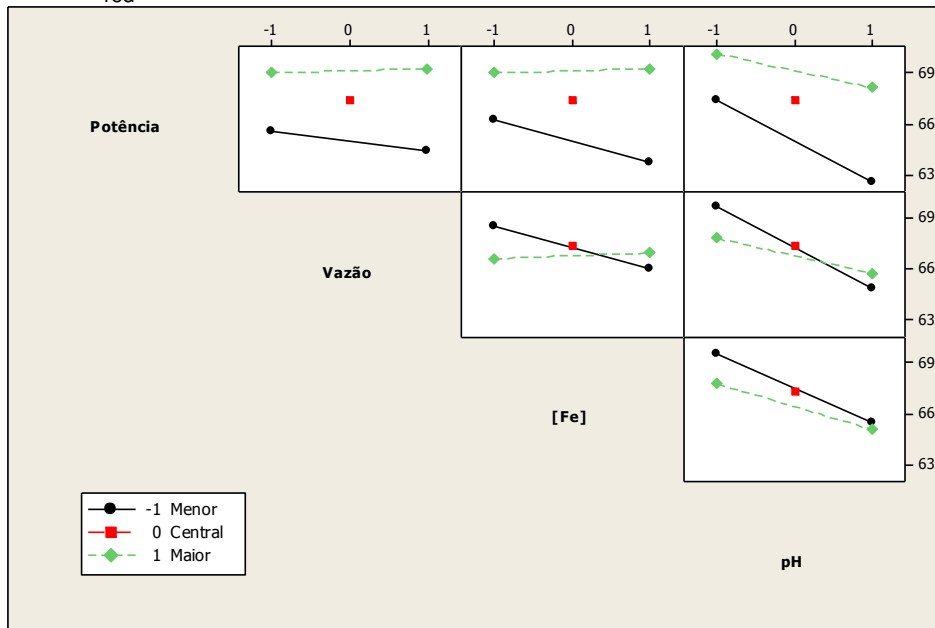 -1 0 1 -1 0 1 -1 0 1
69
Potência 66
63
69
Vazão 66
63
69
[Fe] 66
63
-1 Menor
0 Central
1 Maior
pH